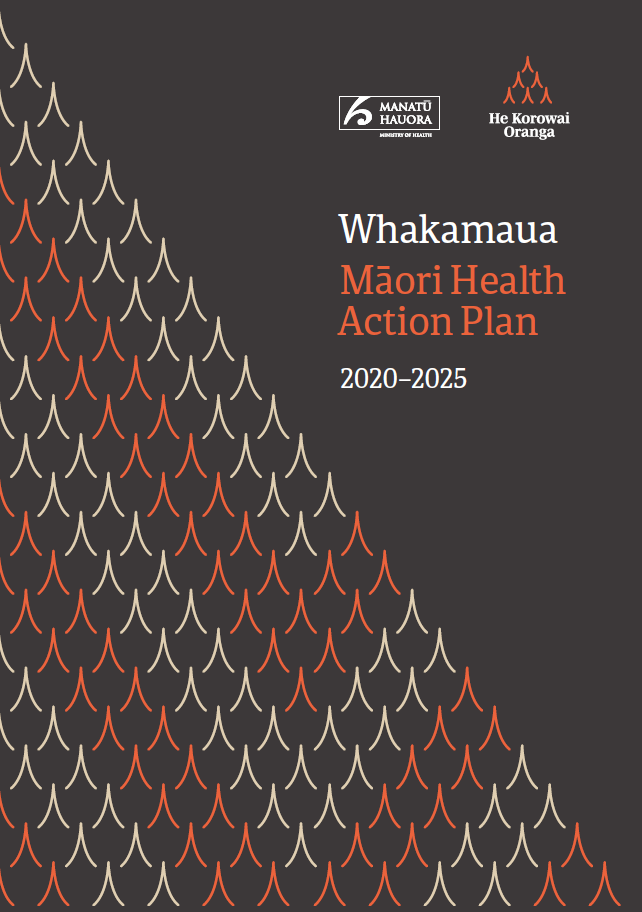 MANATŪ
HAUORA
MINISTRY OF HEALTH
He Korowai
Oranga
Whakamaua
Māori Health
Action Plan
2020–2025